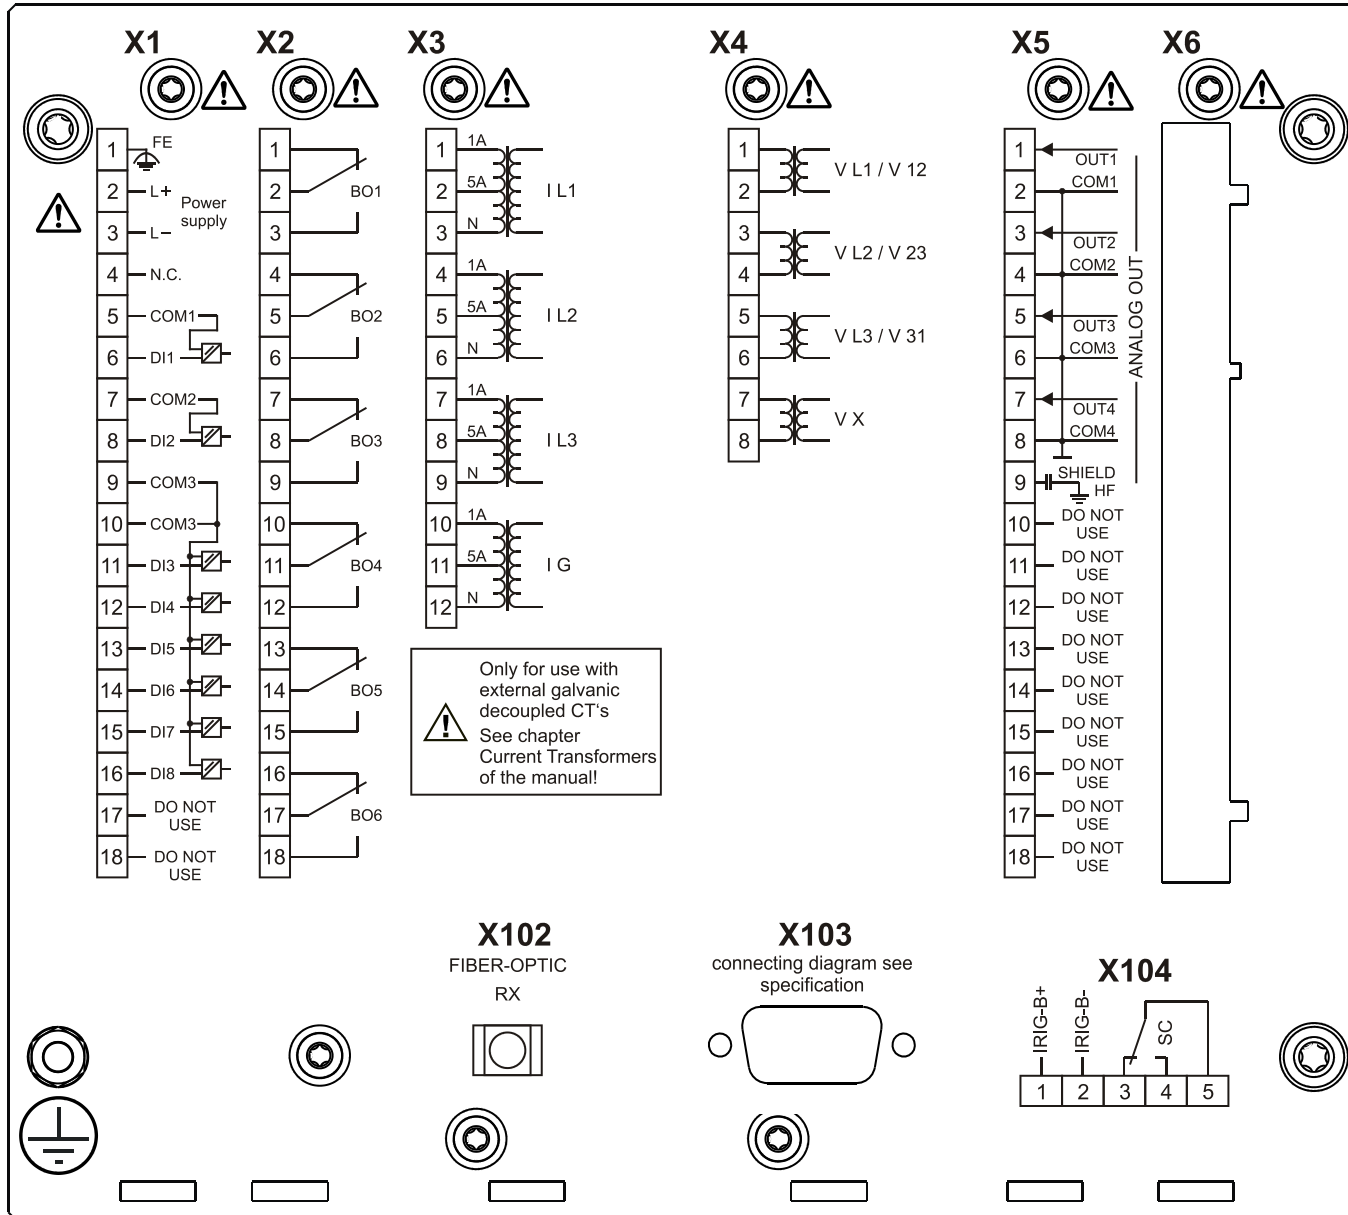 X1
X2
X3
X4
X5
X6
1 FE
2 L+
Power
supply
3 L–
4 N.C.
5 COM1
6 DI1
7 COM2
8 DI2
9 COM3
10 COM3
11 DI3
12 DI4
13 DI5
14 DI6
15 DI7
16 DI8
17 DO NOT
USE
18 DO NOT
USE
1
2 BO1
3
4
5 BO2
6
7
8 BO3
9
10
11 BO4
12
13
14 BO5
15
16
17 BO6
18
1 1A
2 5A I L1
3 N
4 1A
5 5A I L2
6 N
7 1A
8 5A I L3
9 N
10 1A
11 5A I G
12 N
! Only for use with
external galvanic
decoupled CT‘s
See chapter
Current Transformers
of the manual!
1
V L1 / V 12
2
3
V L2 / V 23
4
5
V L3 / V 31
6
7
V X
8
1 OUT1
2 COM1
3 OUT2
4 COM2
5 OUT3
6 COM3
7 OUT4
8 COM4
ANALOG OUT
9 SHIELD
HF
10 DO NOT
USE
11 DO NOT
USE
12 DO NOT
USE
13 DO NOT
USE
14 DO NOT
USE
15 DO NOT
USE
16 DO NOT
USE
17 DO NOT
USE
18 DO NOT
USE
X102
FIBER-OPTIC
RX
X103
connecting diagram see
specification
X104
IRIG-B+
IRIG-B-
SC
1 2 3 4 5